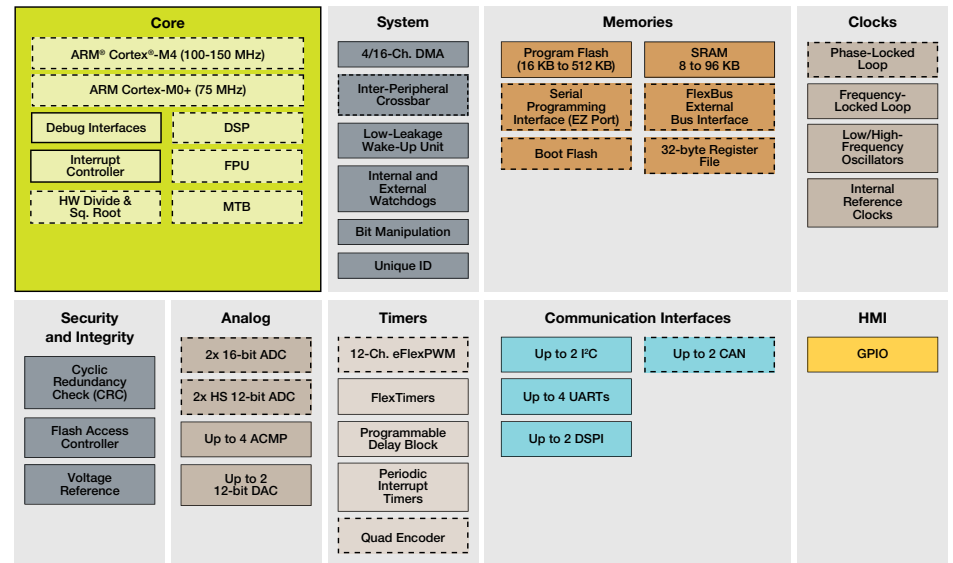 Core
ARM® Cortex®-M4 (100-150 MHz)
ARM Cortex-M0+ (75 MHz)
Debug Interfaces
DSP
Interrupt
Controller
FPU
HW Divide &
Sq. Root
MTB
System
4/16-Ch. DMA
Inter-Peripheral
Crossbar
Low-Leakage
Wake-Up Unit
Internal and
External
Watchdogs
Bit Manipulation
Unique ID
Memories
Program Flash
(16 KB to 512 KB)
SRAM
8 to 96 KB
Serial
Programming
Interface (EZ Port)
FlexBus
External
Bus Interface
Boot Flash
32-byte Register
File
Clocks
Phase-Locked
Loop
Frequency-
Locked Loop
Low/High-
Frequency
Oscillators
Internal
Reference
Clocks
Security
and Integrity
Cyclic
Redundancy
Check (CRC)
Flash Access
Controller
Voltage
Reference
Analog
2x 16-bit ADC
2x HS 12-bit ADC
Up to 4 ACMP
Up to 2
12-bit DAC
Timers
12-Ch. eFlexPWM
FlexTimers
Programmable
Delay Block
Periodic
Interrupt
Timers
Quad Encoder
Communication Interfaces
Up to 2 I²C
Up to 2 CAN
Up to 4 UARTs
Up to 2 DSPI
HMI
GPIO